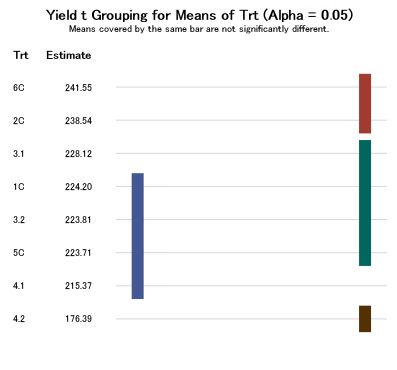 Yield t Grouping for Means of Trt (Alpha = 0.05)
Means covered by the same bar are not significantly different.
Trt Estimate
6C 241.55
2C 238.54
3.1 228.12
1C 224.20
3.2 223.81
5C 223.71
4.1 215.37
4.2 176.39